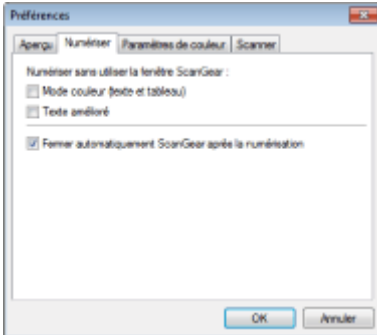 Préférences
Aperçu Numériser Paramètres de couleur Scanner
Numériser sans utiliser la fenêtre ScanGear :
Mode couleur (texte et tableau)
Texte amélioré
Fermer automatiquement ScanGear après la numérisation
OK Annuler